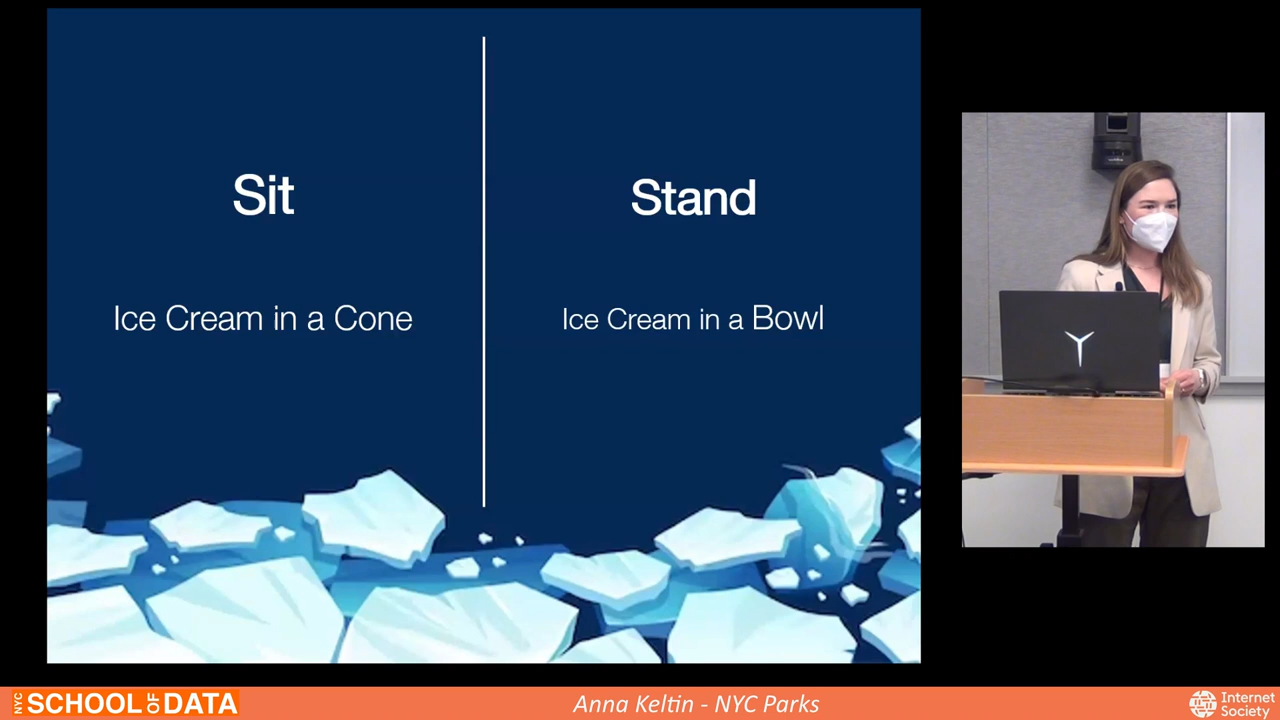 Sit
Stand
Ice Cream in a Cone
Ice Cream in a Bowl
NYC SCHOOL OF DATA
Anna Keltin - NYC Parks
Internet
Society